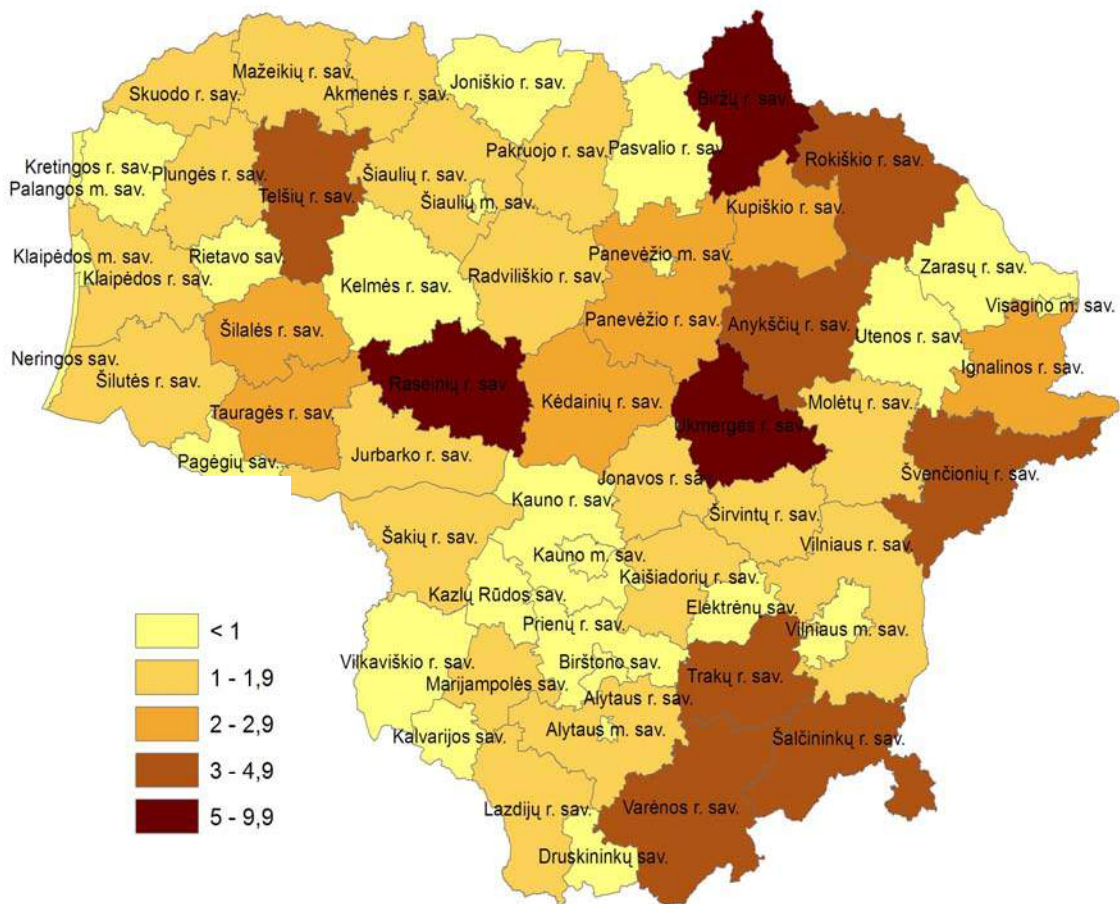 Mažeikių r. sav.
Skuodo r. sav.
Akmenės r. sav.
Joniškio r. sav.
Biržų r. sav.
Pakruojo r. sav.
Pasvalio r. sav.
Rokiškio r. sav.
Kretingos r. sav.
Palangos m. sav.
Plungės r. sav.
Telšių r. sav.
Šiaulių r. sav.
Šiaulių m. sav.
Kupiškio r. sav.
Klaipėdos m. sav.
Klaipėdos r. sav.
Rietavo sav.
Kelmės r. sav.
Radviliškio r. sav.
Panevėžio m. sav.
Panevėžio r. sav.
Anykščių r. sav.
Zarasų r. sav.
Visagino m. sav.
Utenos r. sav.
Ignalinos r. sav.
Neringos sav.
Šilutės r. sav.
Šilalės r. sav.
Tauragės r. sav.
Raseinių r. sav.
Kėdainių r. sav.
Ukmergės r. sav.
Molėtų r. sav.
Pagėgių sav.
Jurbarko r. sav.
Švenčionių r. sav.
Kauno r. sav.
Jonavos r. sav.
Širvintų r. sav.
Šakių r. sav.
Kauno m. sav.
Kaišiadorių r. sav.
Vilniaus r. sav.
Kazlų Rūdos sav.
Prienų r. sav.
Elektrėnų sav.
Vilniaus m. sav.
Vilkaviškio r. sav.
Marijampolės sav.
Birštono sav.
Alytaus r. sav.
Trakų r. sav.
Kalvarijos sav.
Alytaus m. sav.
Šalčininkų r. sav.
Lazdijų r. sav.
Varėnos r. sav.
Druskininkų sav.
< 1
1 - 1,9
2 - 2,9
3 - 4,9
5 - 9,9